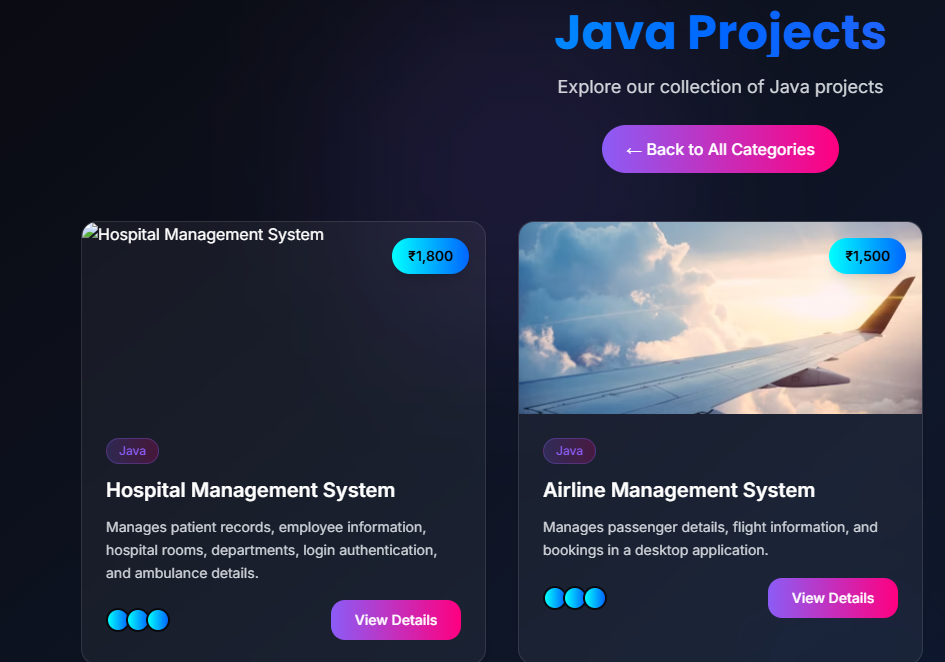 Java Projects
Explore our collection of Java projects
← Back to All Categories
Hospital Management System
₹1,800
Java
Hospital Management System
Manages patient records, employee information,
hospital rooms, departments, login authentication,
and ambulance details.
View Details
₹1,500
Java
Airline Management System
Manages passenger details, flight information, and
bookings in a desktop application.
View Details